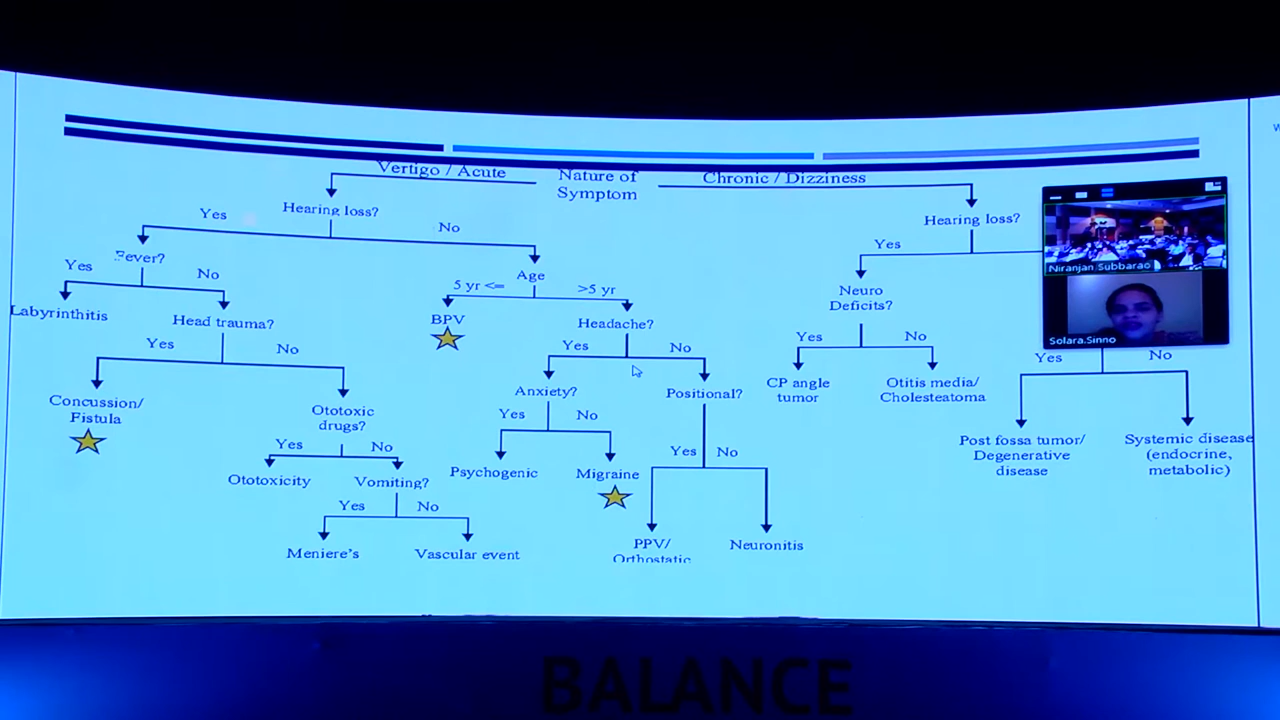 Vertigo / Acute
Nature of
Symptom
Chronic / Dizziness
Hearing loss?
Hearing loss?
Yes
No
Yes
Fever?
Age
Neuro
Deficits?
Yes
No
5 yr <=
>5 yr
Labyrinthitis
Head trauma?
BPV
Headache?
Yes
No
Yes
No
Yes
No
Yes
No
Concussion/
Fistula
Ototoxic
drugs?
Anxiety?
Positional?
CP angle
tumor
Otitis media/
Cholesteatoma
Yes
No
Yes
No
Yes
No
Post fossa tumor/
Degenerative
disease
Systemic disease
(endocrine,
metabolic)
Ototoxicity
Vomiting?
Psychogenic
Migraine
Yes
No
Meniere's
Vascular event
PPV/
Orthostatic
Neuronitis
Niranjan Subbarao
Solara.Sinno
BALANCE